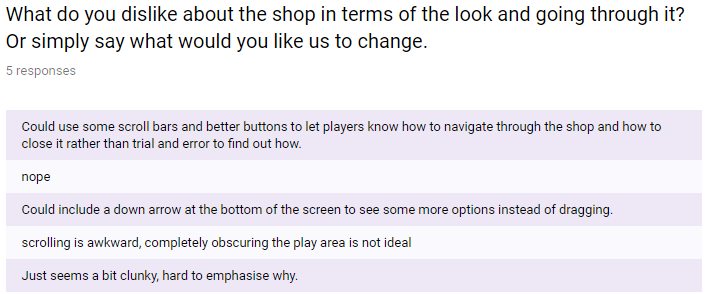 What do you dislike about the shop in terms of the look and going through it?
Or simply say what would you like us to change.
5 responses
Could use some scroll bars and better buttons to let players know how to navigate through the shop and how to
close it rather than trial and error to find out how.
nope
Could include a down arrow at the bottom of the screen to see some more options instead of dragging.
scrolling is awkward, completely obscuring the play area is not ideal
Just seems a bit clunky, hard to emphasise why.